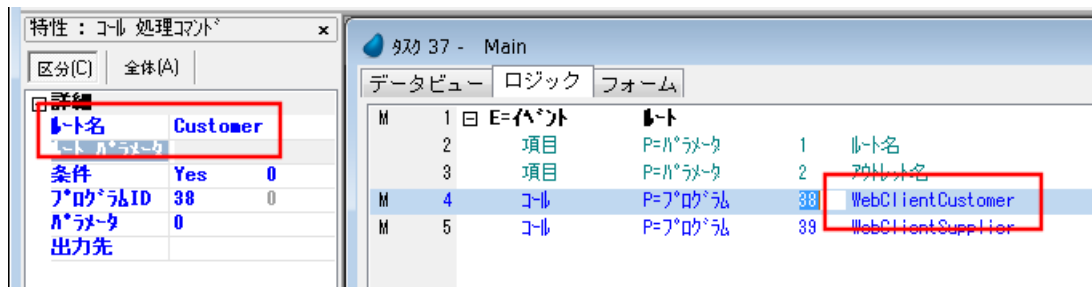 特性 : ｺｰﾙ 処理ｺﾏﾝﾄﾞ x
区分(C) 全体(A)
詳細
ﾙｰﾄ名 Customer
ﾙｰﾄ ﾊﾟﾗﾒｰﾀ
条件 Yes 0
ﾌﾟﾛｸﾞﾗﾑID 38 0
ﾊﾟﾗﾒｰﾀ 0
出力先
ﾀｽｸ 37 - Main
データビュー ロジック フォーム
M 1 E=ｲﾍﾞﾝﾄ ﾙｰﾄ
2 項目 P=ﾊﾟﾗﾒｰﾀ 1 ﾙｰﾄ名
3 項目 P=ﾊﾟﾗﾒｰﾀ 2 ｱｳﾄﾚｯﾄ名
M 4 ｺｰﾙ P=ﾌﾟﾛｸﾞﾗﾑ 38 WebClientCustomer
M 5 ｺｰﾙ P=ﾌﾟﾛｸﾞﾗﾑ 39 WebClientSupplier